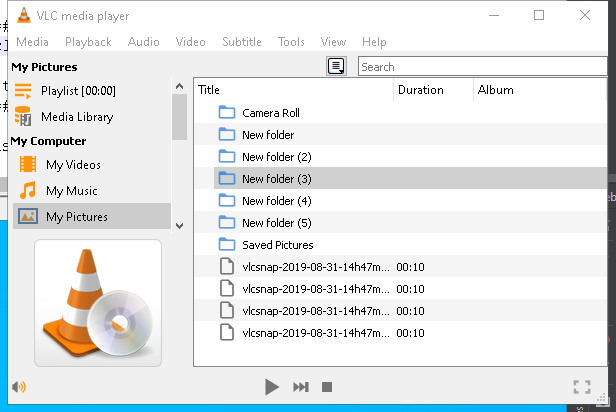 VLC media player
Media Playback Audio Video Subtitle Tools View Help
My Pictures
Search
Playlist [00:00]
Media Library
My Computer
My Videos
My Music
My Pictures
Title Duration Album
Camera Roll
New folder
New folder (2)
New folder (3)
New folder (4)
New folder (5)
Saved Pictures
vlcsnap-2019-08-31-14h47m... 00:10
vlcsnap-2019-08-31-14h47m... 00:10
vlcsnap-2019-08-31-14h47m... 00:10
vlcsnap-2019-08-31-14h47m... 00:10